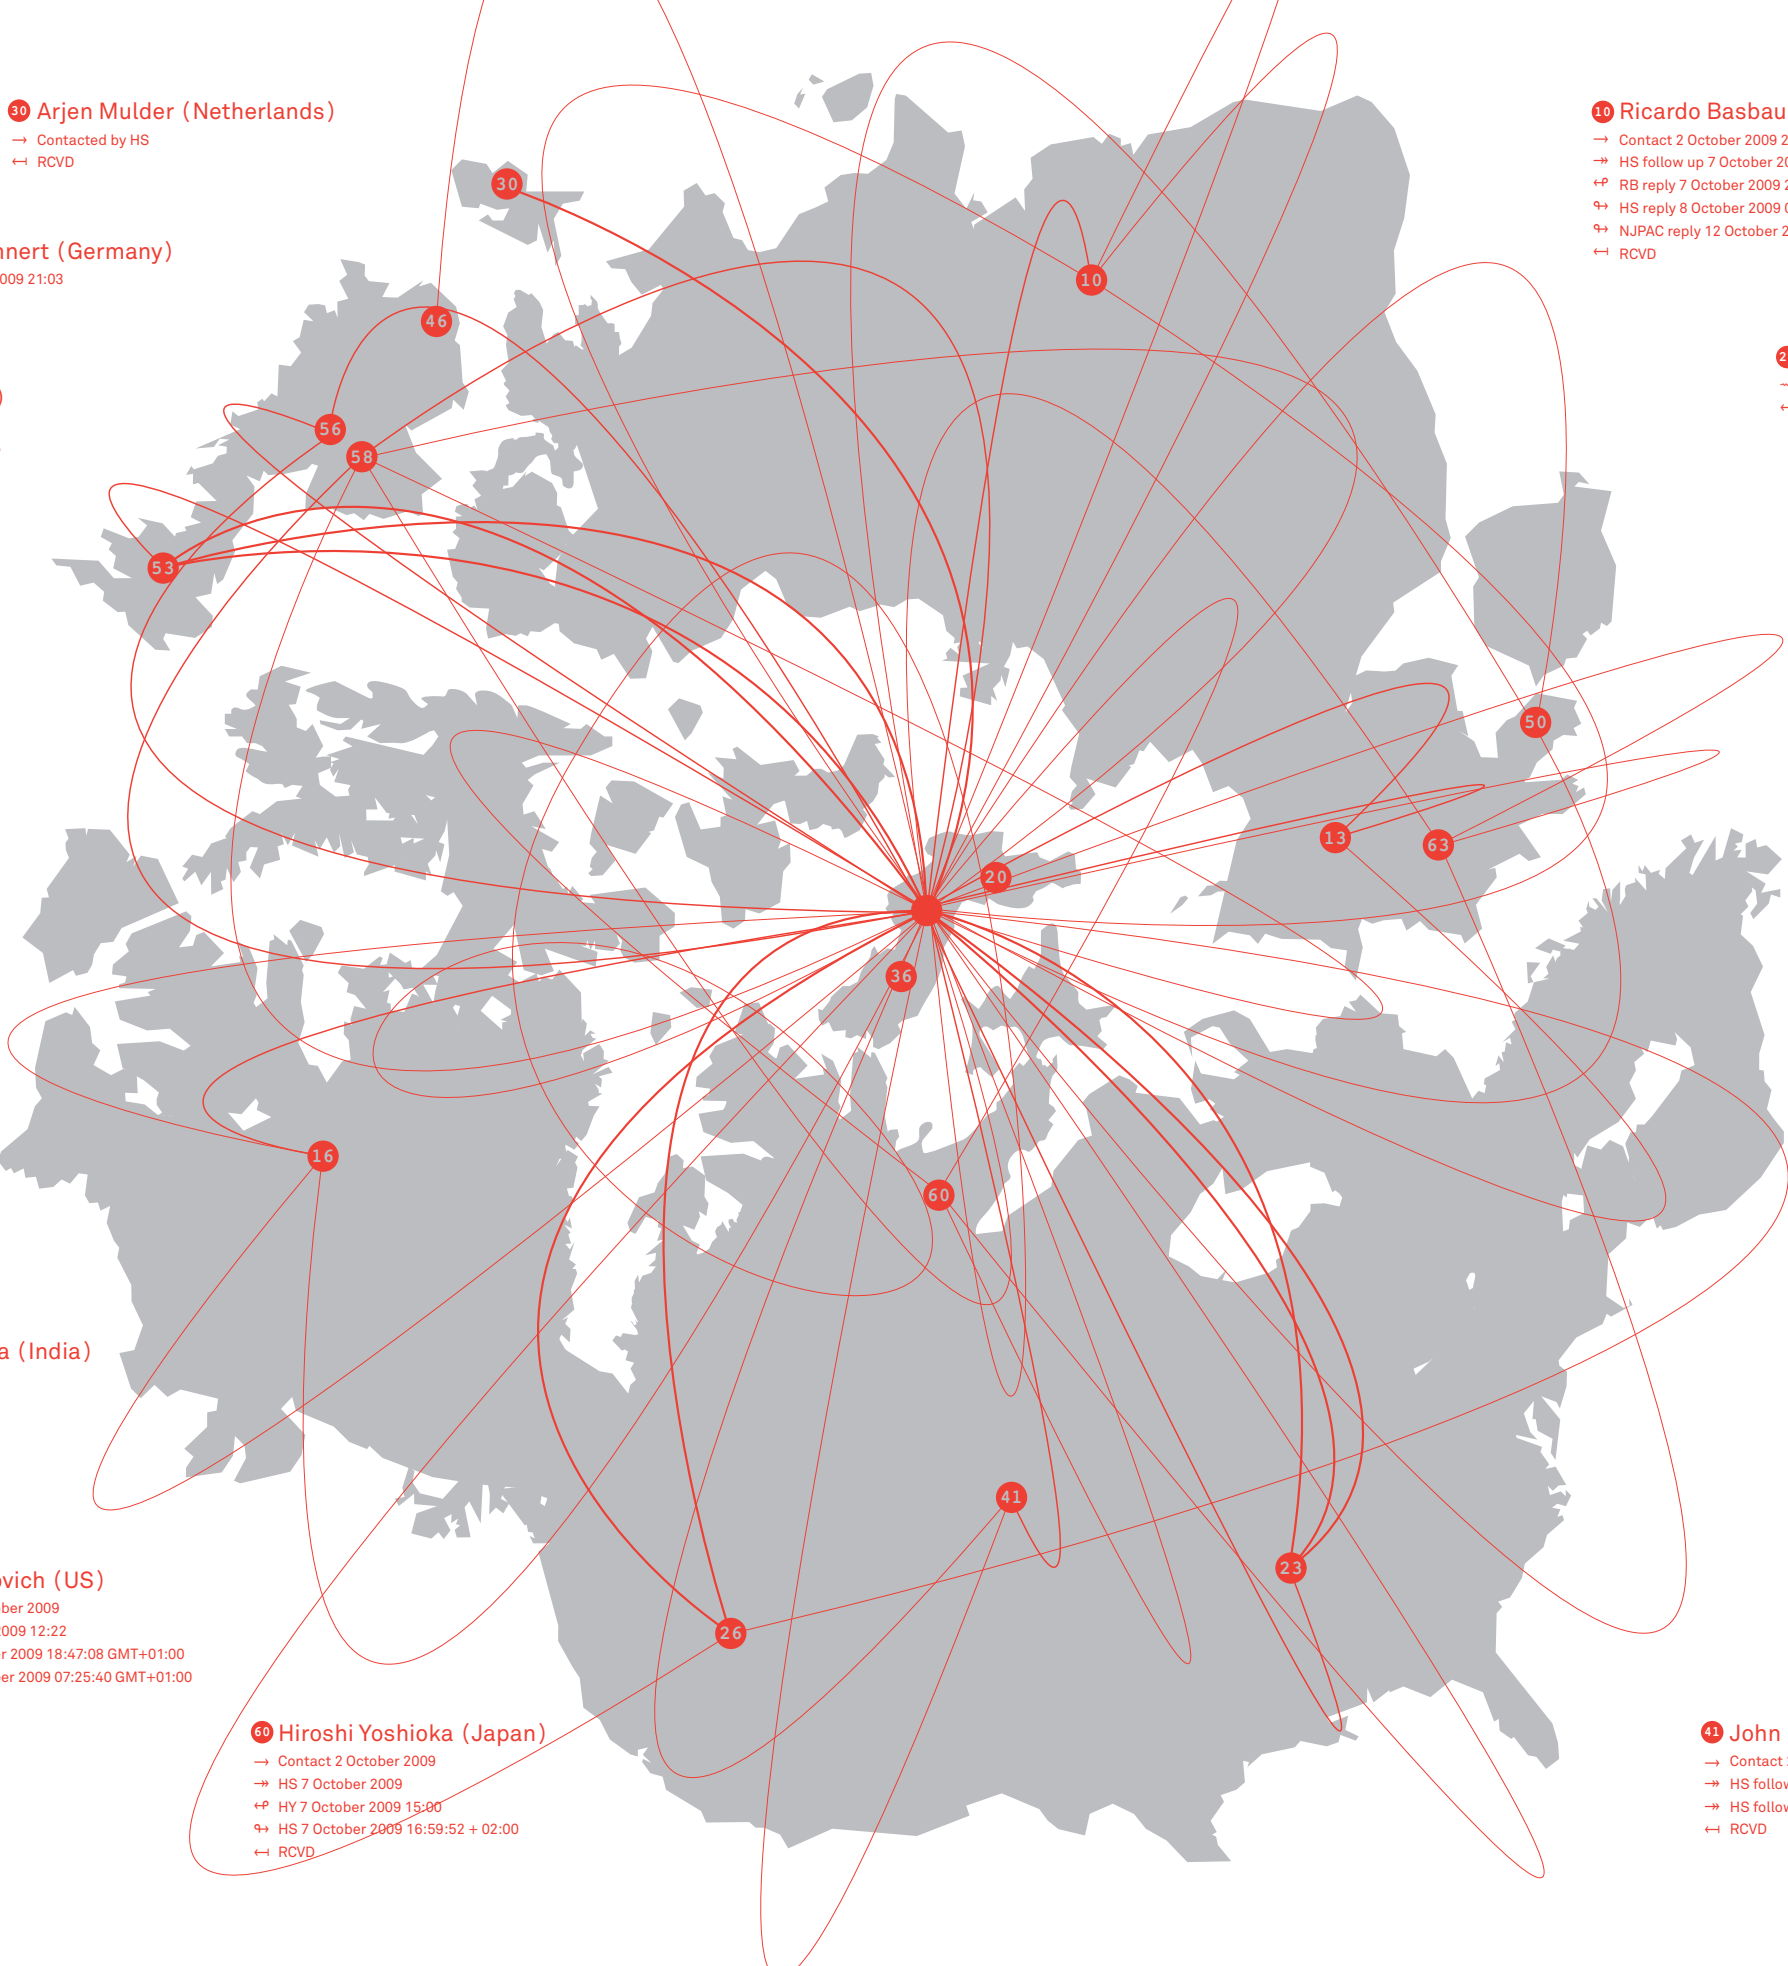 30 Arjen Mulder (Netherlands)
→ Contacted by HS
↤ RCVD
nnert (Germany)
009 21:03
10 Ricardo Basbau
→ Contact 2 October 2009 2
↠ HS follow up 7 October 20
RB reply 7 October 2009 2
HS reply 8 October 2009 0
NJPAC reply 12 October 2
↤ RCVD
)
2
30
10
46
56
58
53
50
13
63
20
36
16
60
41
23
26
a (India)
ovich (US)
ber 2009
2009 12:22
r 2009 18:47:08 GMT+01:00
er 2009 07:25:40 GMT+01:00
60 Hiroshi Yoshioka (Japan)
→ Contact 2 October 2009
↠ HS 7 October 2009
HY 7 October 2009 15:00
HS 7 October 2009 16:59:52 + 02:00
↤ RCVD
41 John
→ Contact
↠ HS follow
↠ HS follow
↤ RCVD